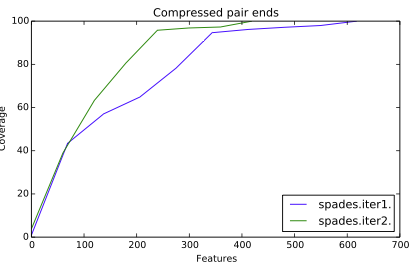 Compressed pair ends
100
80
60
40
20
0
Coverage
0 100 200 300 400 500 600 700
Features
spades.iter1.
spades.iter2.